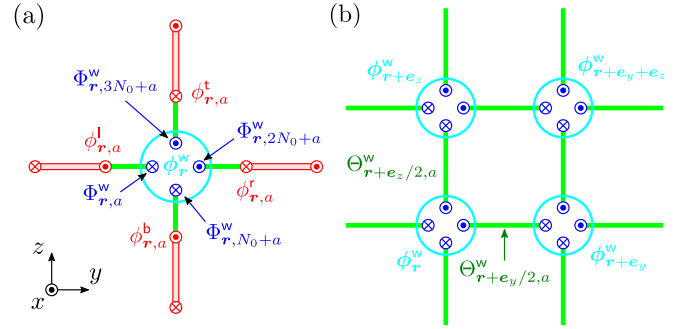 (a)
Φ^w_{r,3N_0+a}
ϕ^t_{r,a}
ϕ^l_{r,a}
ϕ^w_r
Φ^w_{r,2N_0+a}
Φ^w_{r,a}
ϕ^r_{r,a}
ϕ^b_{r,a}
Φ^w_{r,N_0+a}
z
y
x
(b)
ϕ^w_{r+e_z}
ϕ^w_{r+e_y+e_z}
Θ^w_{r+e_z/2,a}
ϕ^w_r
Θ^w_{r+e_y/2,a}
ϕ^w_{r+e_y}